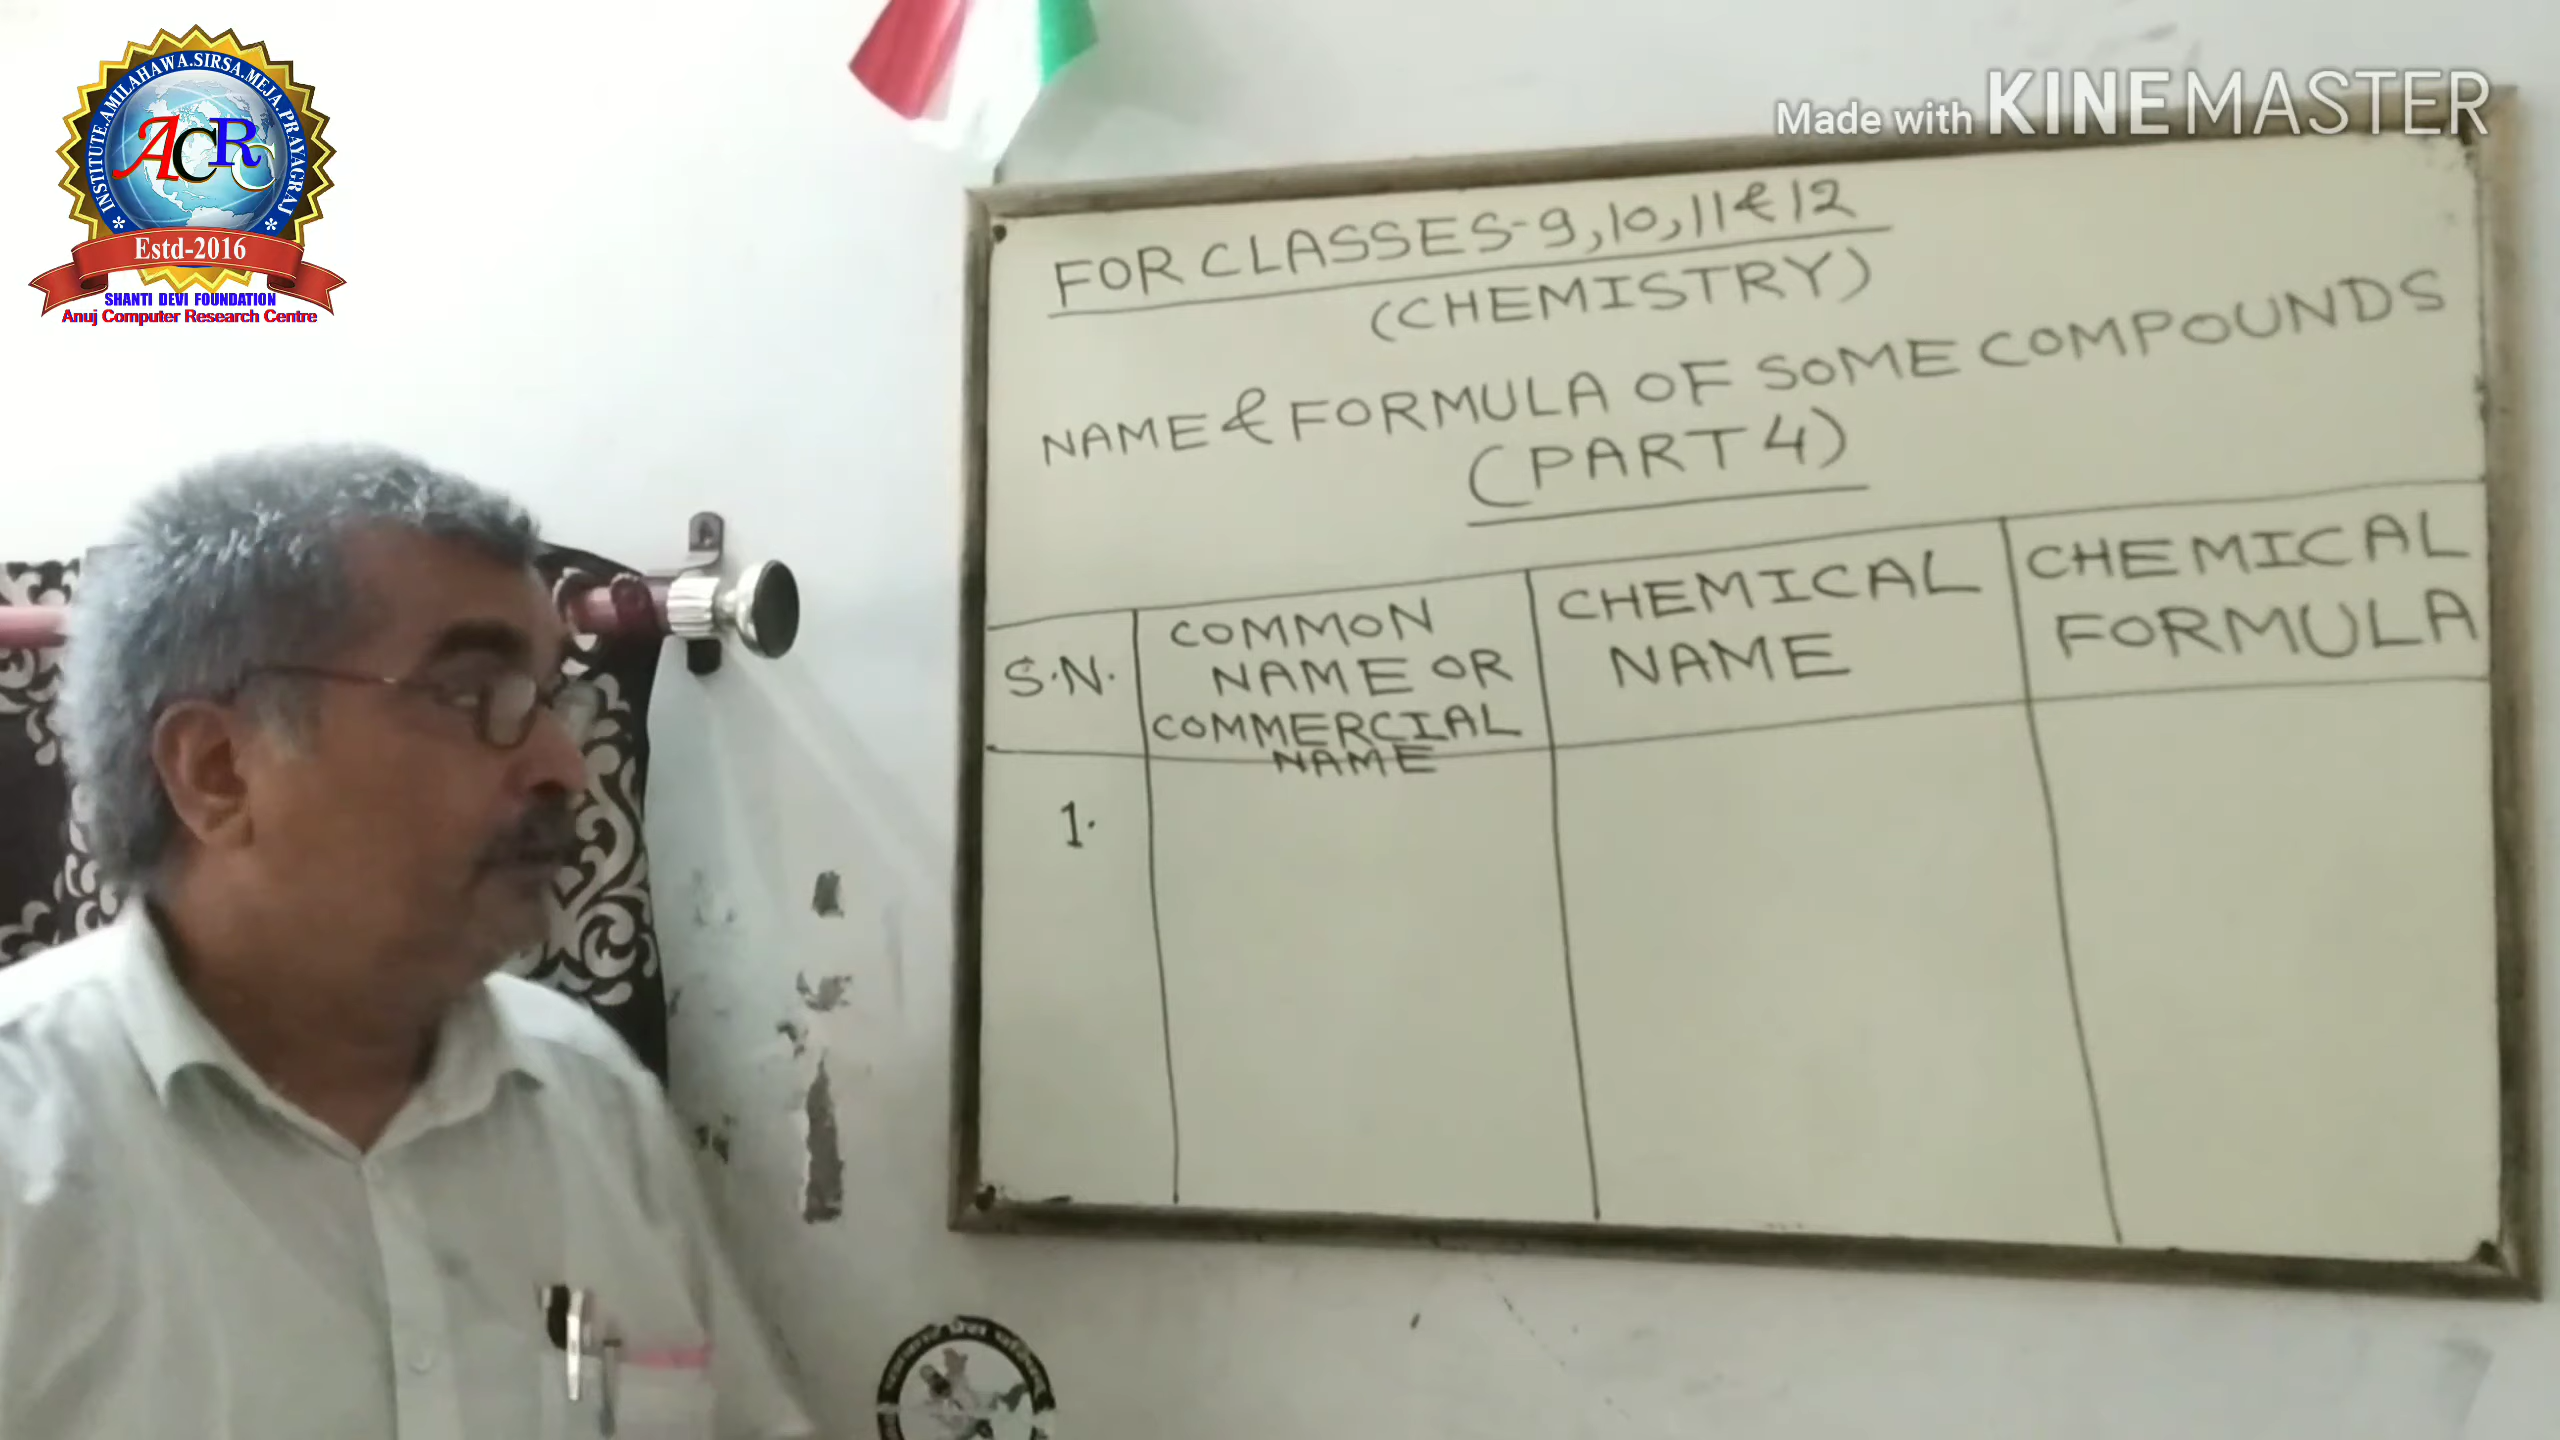 INSTITUTE.AMILAHAWA.SIRSA.MEJA.PRAYAGRAJ
ACRC
Estd-2016
SHANTI DEVI FOUNDATION
Anuj Computer Research Centre
Made with KINEMASTER
FOR CLASSES-9,10,11&12
(CHEMISTRY)
NAME & FORMULA OF SOME COMPOUNDS
(PART 4)
S.N.
COMMON
NAME OR
COMMERCIAL
NAME
CHEMICAL
NAME
CHEMICAL
FORMULA
1.